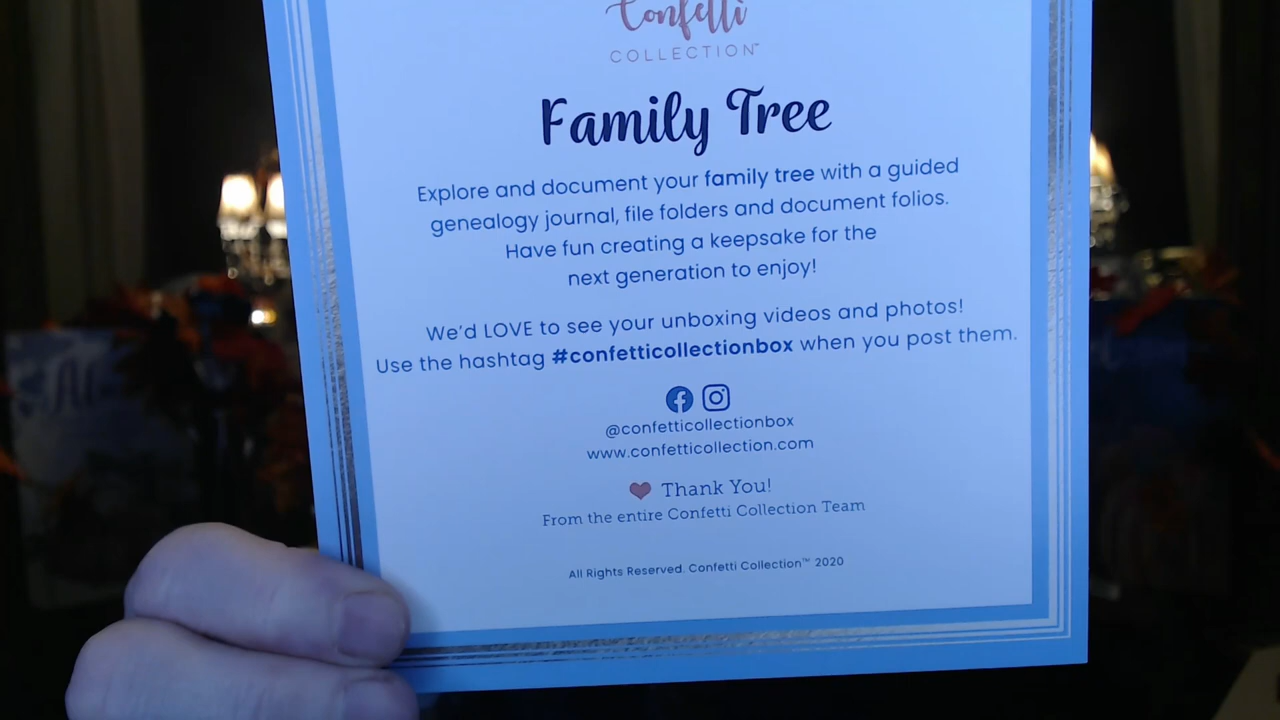 Confetti
COLLECTION™
Family Tree
Explore and document your family tree with a guided
genealogy journal, file folders and document folios.
Have fun creating a keepsake for the
next generation to enjoy!
We'd LOVE to see your unboxing videos and photos!
Use the hashtag #confetticollectionbox when you post them.
@confetticollectionbox
www.confetticollection.com
Thank You!
From the entire Confetti Collection Team
All Rights Reserved. Confetti Collection™ 2020